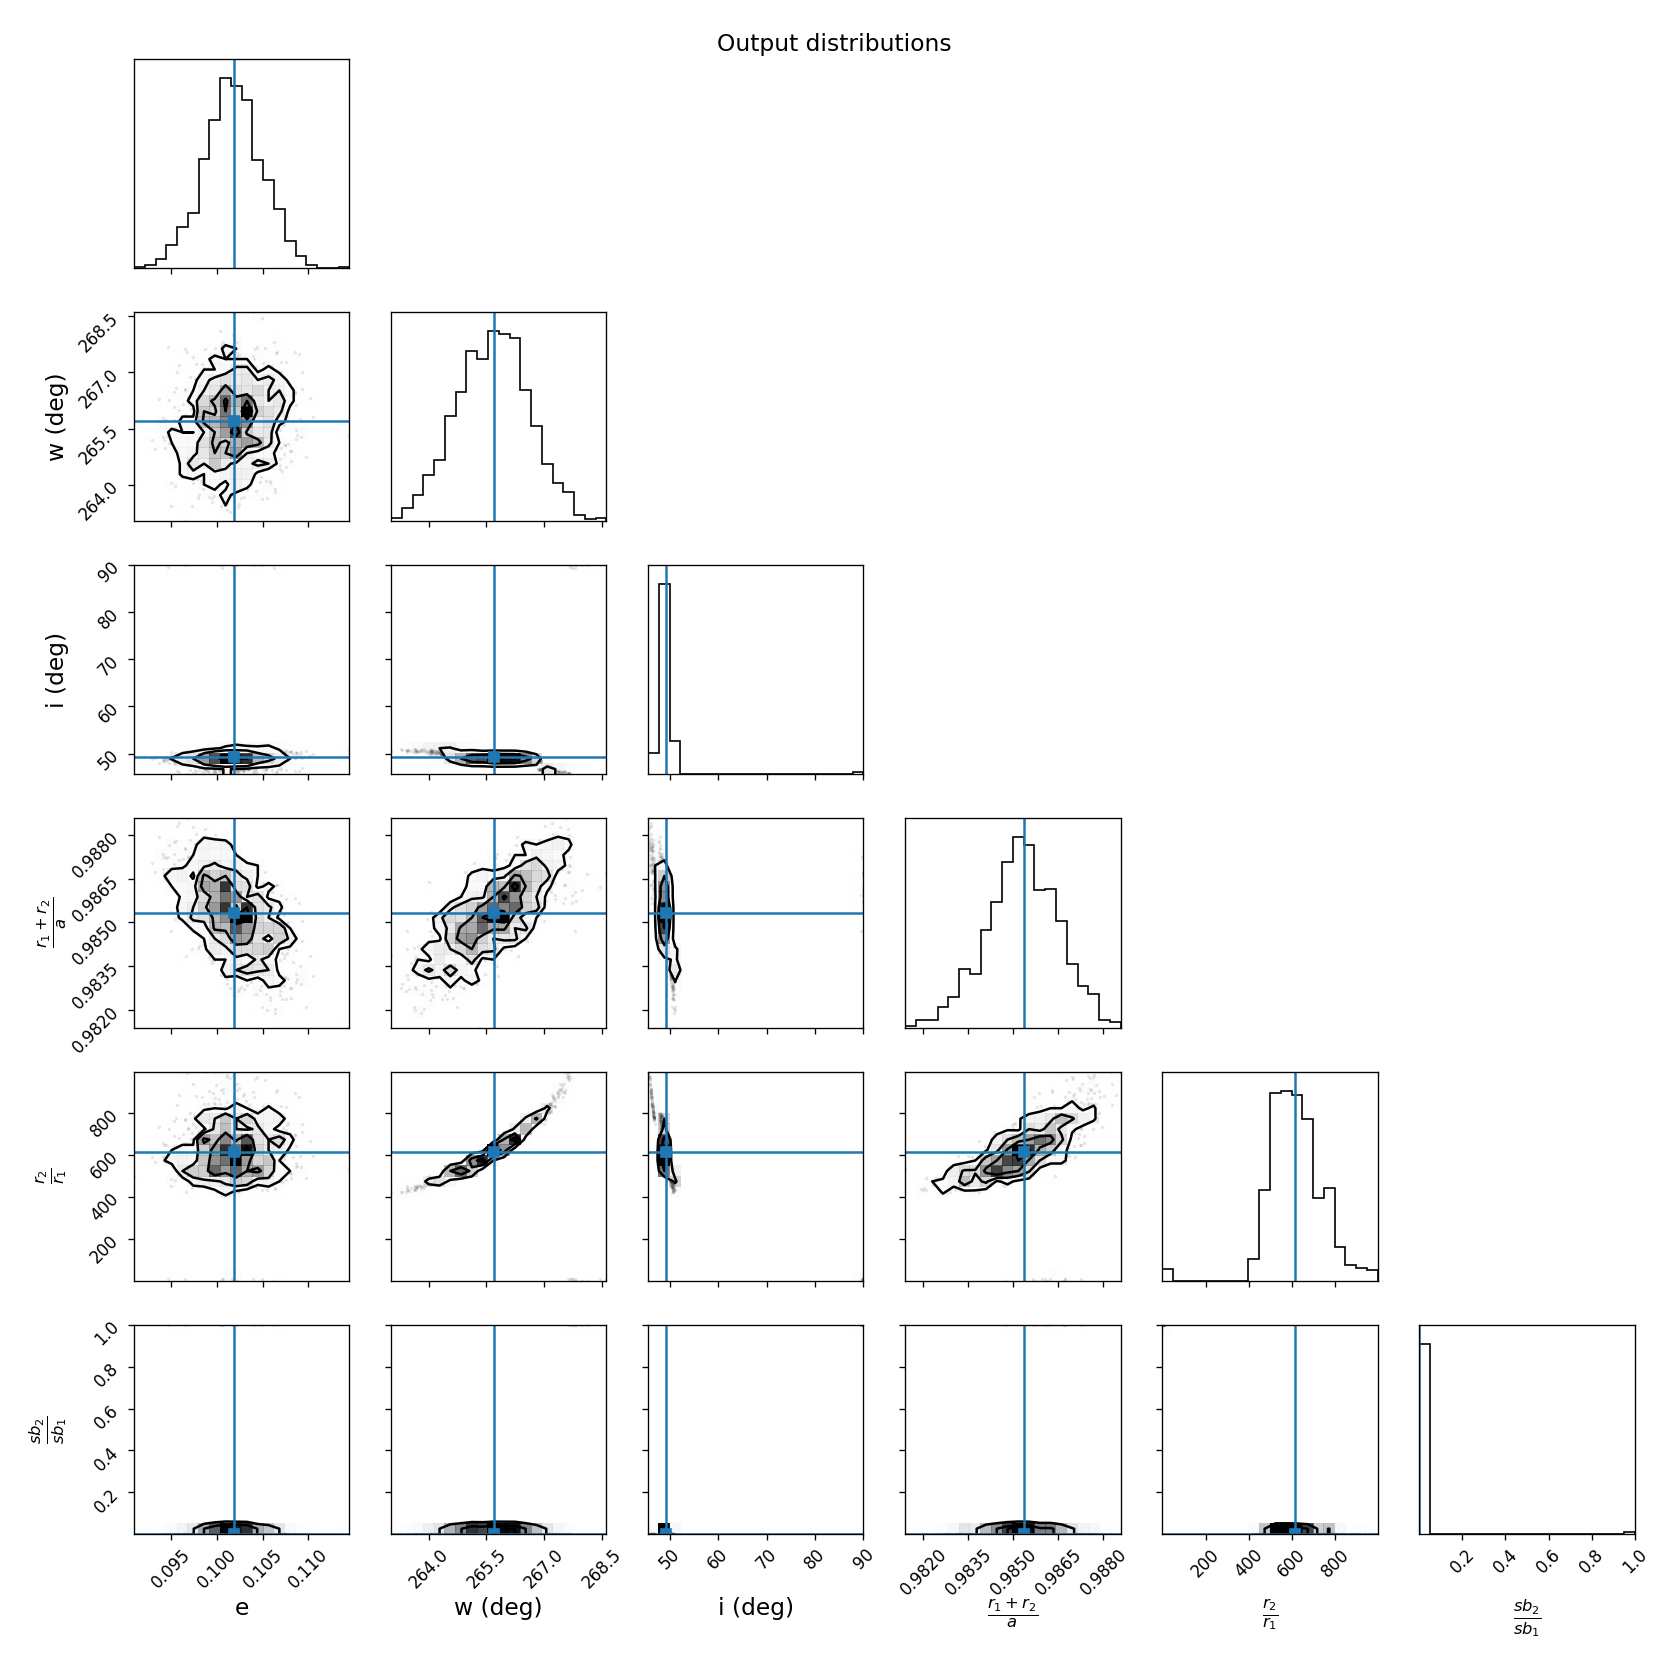 Output distributions
268.5
267.0
265.5
264.0
w (deg)
90
80
70
60
50
i (deg)
0.9880
0.9865
0.9850
0.9835
0.9820
r₁ + r₂
a
800
600
400
200
r₂
r₁
1.0
0.8
0.6
0.4
0.2
sb₂
sb₁
0.095 0.100 0.105 0.110
264.0 265.5 267.0 268.5
50 60 70 80 90
0.9820 0.9835 0.9850 0.9865 0.9880
200 400 600 800
0.2 0.4 0.6 0.8 1.0
e
w (deg)
i (deg)
r₁ + r₂
a
r₂
r₁
sb₂
sb₁